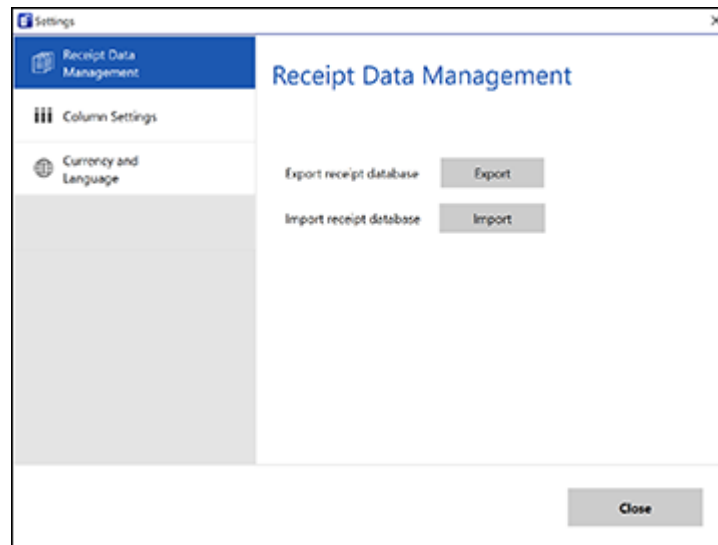 Settings
Receipt Data
Management
Column Settings
Currency and
Language
Receipt Data Management
Export receipt database
Export
Import receipt database
Import
Close